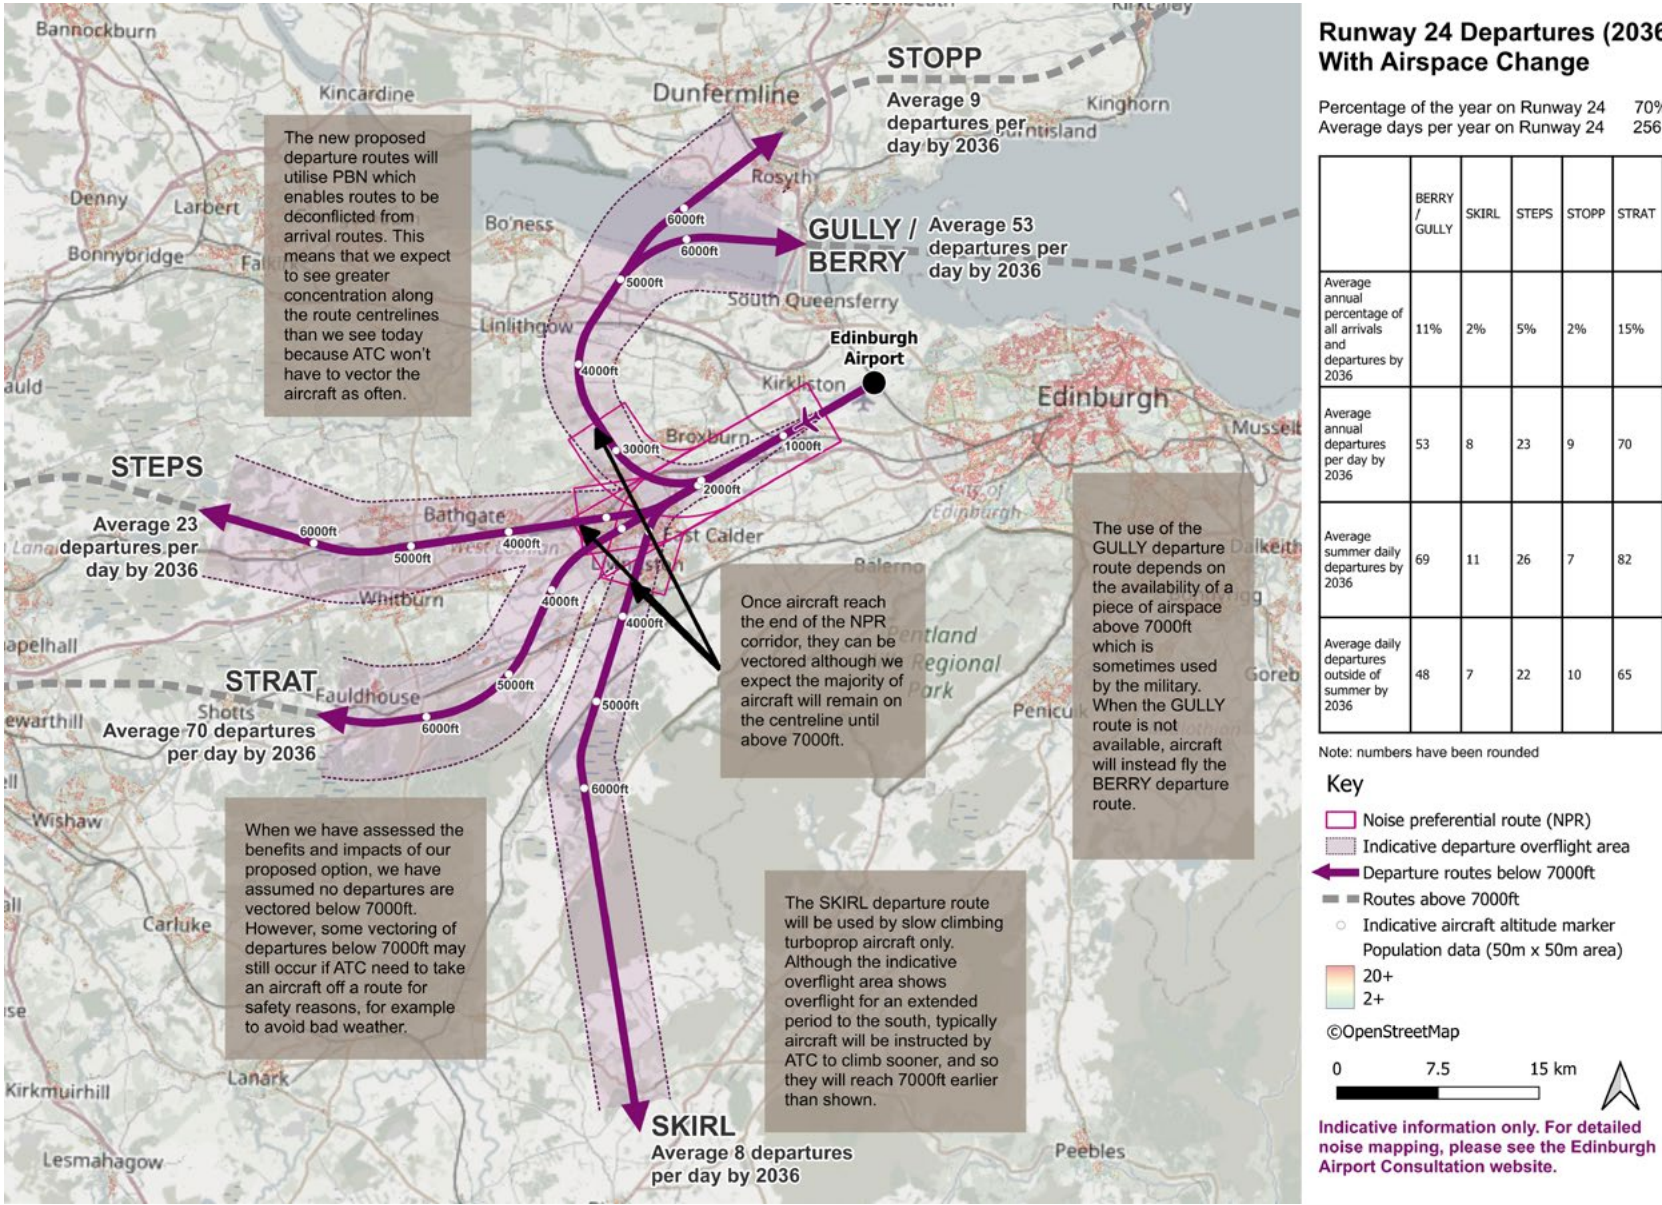 Bannockburn
Kincardine
Dunfermline
STOPP
Average 9
departures per
day by 2036
Kinghorn
The new proposed
departure routes will
utilise PBN which
enables routes to be
deconflicted from
arrival routes. This
means that we expect
to see greater
concentration along
the route centrelines
than we see today
because ATC won't
have to vector the
aircraft as often.
Denny
Larbert
Bonnybridge
Bo'ness
Rosyth
6000ft
6000ft
GULLY /
BERRY
Average 53
departures per
day by 2036
5000ft
South Queensferry
Linlithgow
Edinburgh
Airport
4000ft
Kirkliston
Edinburgh
Broxburn
3000ft
1000ft
2000ft
STEPS
Average 23
departures per
day by 2036
Bathgate
6000ft
5000ft
4000ft
West Lothian
City of
Edinburgh
East Calder
Balerno
Whitburn
4000ft
4000ft
The use of the
GULLY departure
route depends on
the availability of a
piece of airspace
above 7000ft
which is
sometimes used
by the military.
When the GULLY
route is not
available, aircraft
will instead fly the
BERRY departure
route.
Once aircraft reach
the end of the NPR
corridor, they can be
vectored although we
expect the majority of
aircraft will remain on
the centreline until
above 7000ft.
Pentland
Regional
Park
STRAT
Fauldhouse
Shotts
Average 70 departures
per day by 2036
5000ft
6000ft
5000ft
6000ft
Wishaw
When we have assessed the
benefits and impacts of our
proposed option, we have
assumed no departures are
vectored below 7000ft.
However, some vectoring of
departures below 7000ft may
still occur if ATC need to take
an aircraft off a route for
safety reasons, for example
to avoid bad weather.
Carluke
The SKIRL departure route
will be used by slow climbing
turboprop aircraft only.
Although the indicative
overflight area shows
overflight for an extended
period to the south, typically
aircraft will be instructed by
ATC to climb sooner, and so
they will reach 7000ft earlier
than shown.
Lanark
Kirkmuirhill
Lesmahagow
Peebles
SKIRL
Average 8 departures
per day by 2036
Runway 24 Departures (2036
With Airspace Change
Percentage of the year on Runway 24 70%
Average days per year on Runway 24 256
BERRY / GULLY SKIRL STEPS STOPP STRAT
Average annual percentage of all arrivals and departures by 2036 11% 2% 5% 2% 15%
Average annual departures per day by 2036 53 8 23 9 70
Average summer daily departures by 2036 69 11 26 7 82
Average daily departures outside of summer by 2036 48 7 22 10 65
Note: numbers have been rounded
Key
Noise preferential route (NPR)
Indicative departure overflight area
Departure routes below 7000ft
Routes above 7000ft
Indicative aircraft altitude marker
Population data (50m x 50m area)
20+
2+
©OpenStreetMap
0 7.5 15 km
Indicative information only. For detailed
noise mapping, please see the Edinburgh
Airport Consultation website.